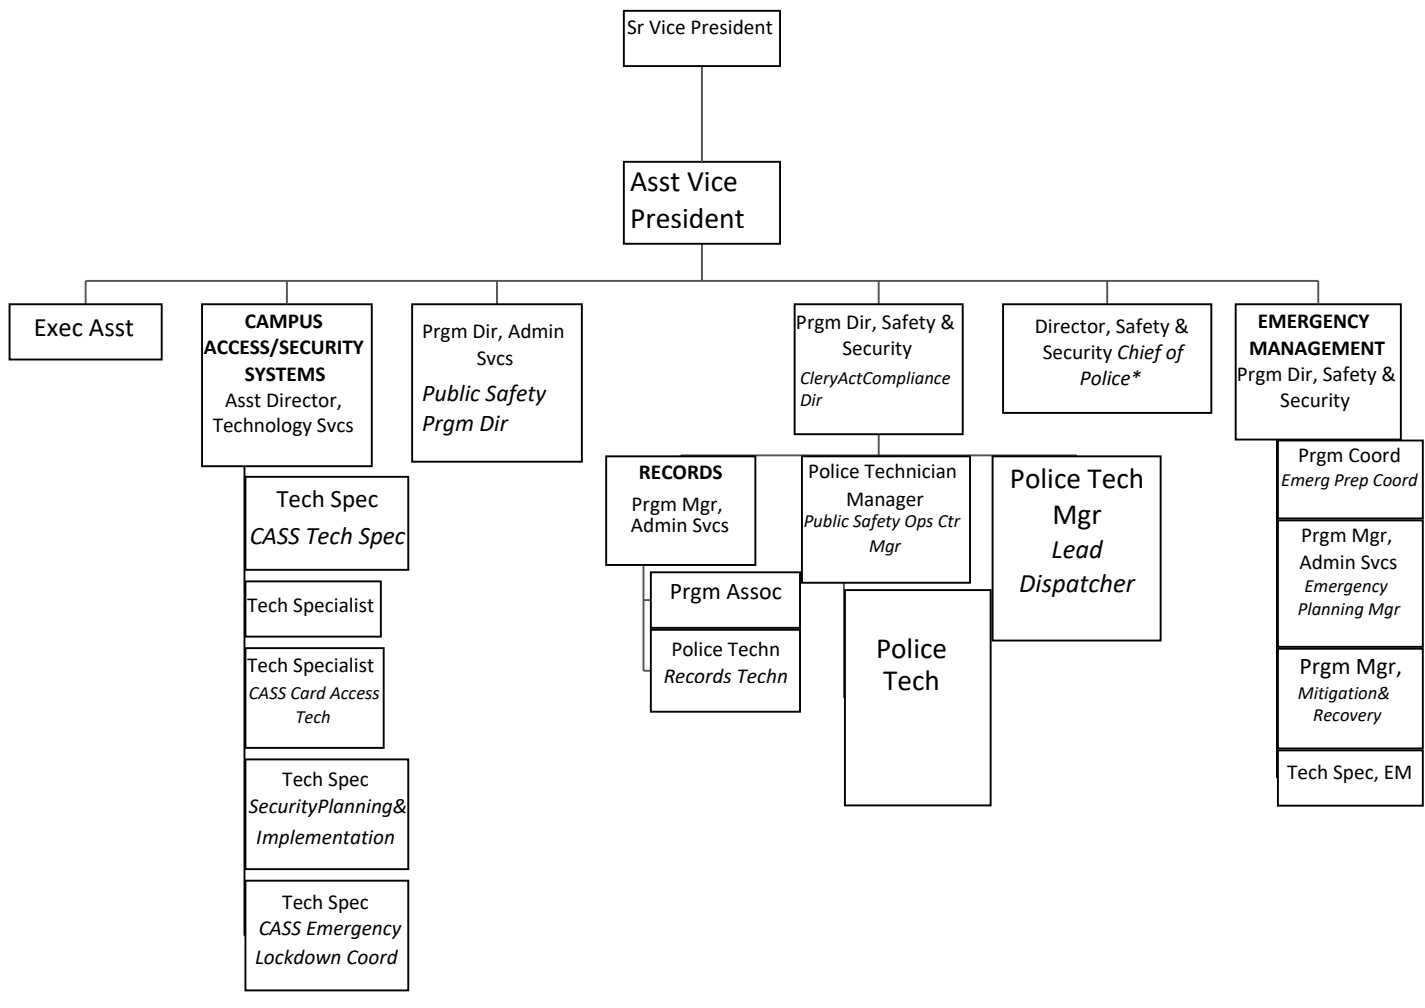 Sr Vice President
Asst Vice
President
Exec Asst
CAMPUS
ACCESS/SECURITY
SYSTEMS
Asst Director,
Technology Svcs
Prgm Dir, Admin
Svcs
Public Safety
Prgm Dir
Prgm Dir, Safety &
Security
CleryActCompliance
Dir
Director, Safety &
Security Chief of
Police*
EMERGENCY
MANAGEMENT
Prgm Dir, Safety &
Security
Tech Spec
CASS Tech Spec
Tech Specialist
Tech Specialist
CASS Card Access
Tech
Tech Spec
SecurityPlanning&
Implementation
Tech Spec
CASS Emergency
Lockdown Coord
RECORDS
Prgm Mgr,
Admin Svcs
Prgm Assoc
Police Techn
Records Techn
Police Technician
Manager
Public Safety Ops Ctr
Mgr
Police
Tech
Police Tech
Mgr
Lead
Dispatcher
Prgm Coord
Emerg Prep Coord
Prgm Mgr,
Admin Svcs
Emergency
Planning Mgr
Prgm Mgr,
Mitigation&
Recovery
Tech Spec, EM